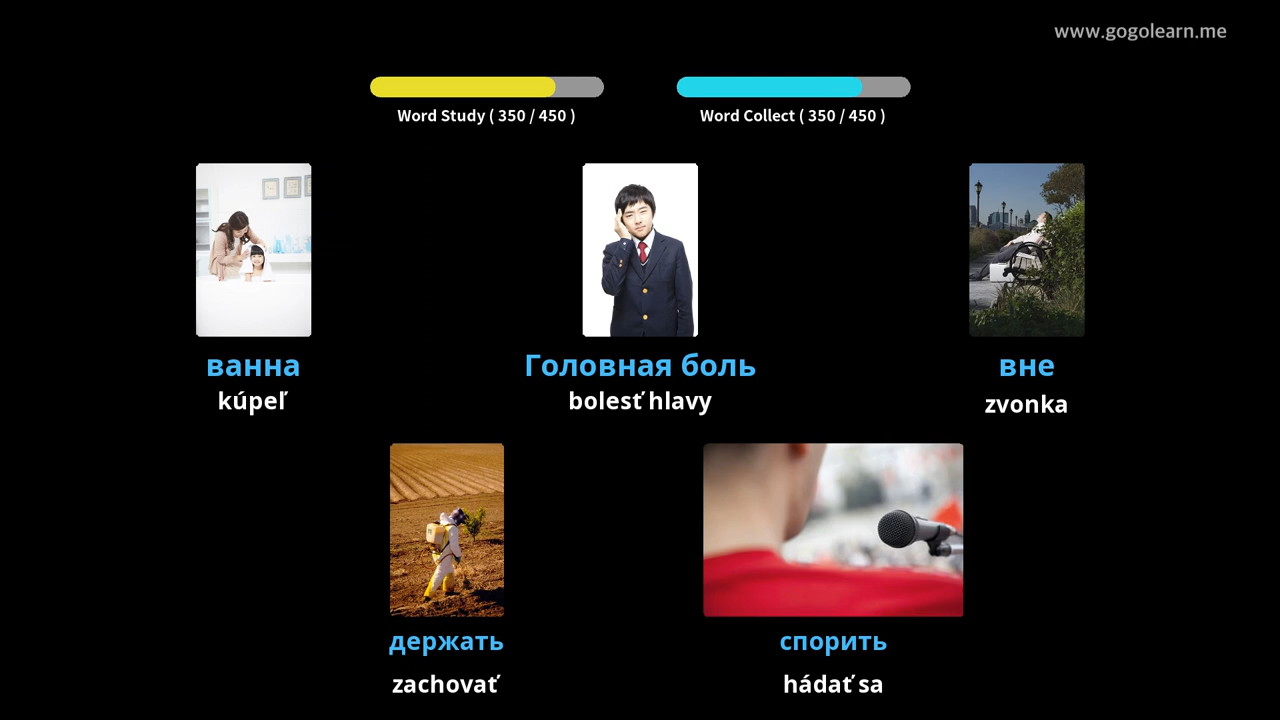 www.gogolearn.me
Word Study ( 350 / 450 )
Word Collect ( 350 / 450 )
ванна
kúpeľ
Головная боль
bolesť hlavy
вне
zvonka
держать
zachovať
спорить
hádať sa